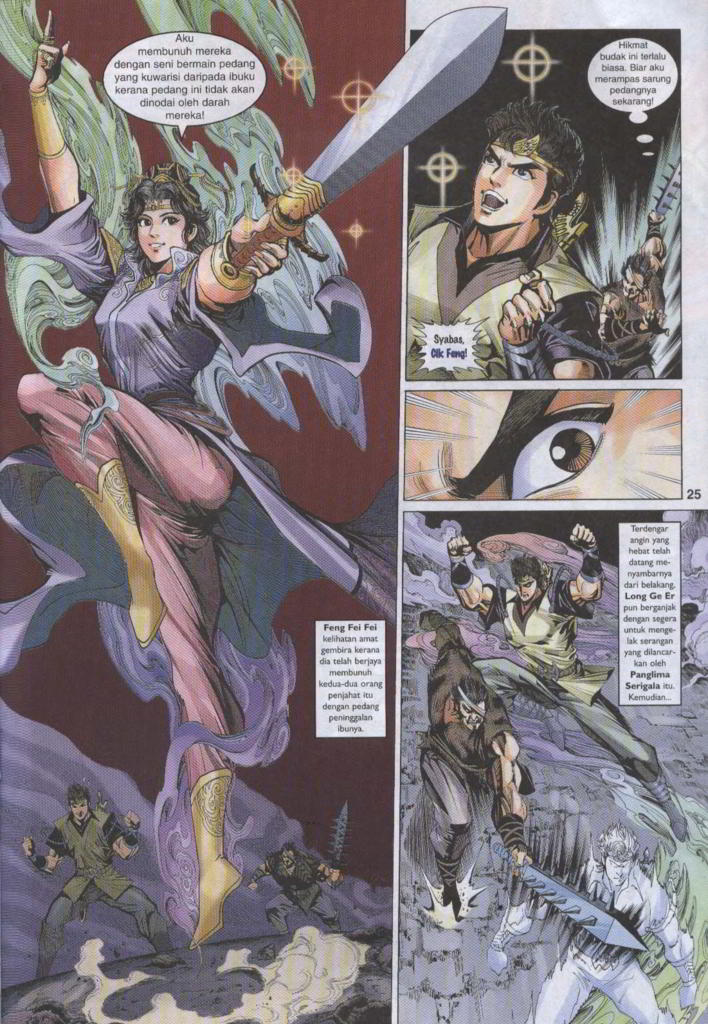 Aku
membunuh mereka
dengan seni bermain pedang
yang kuwarisi daripada ibuku
kerana pedang ini tidak akan
dinodai oleh darah
mereka!
Hikmat
budak ini terlalu
biasa. Biar aku
merampas sarung
pedangnya
sekarang!
Syabas,
Cik Feng!
25
Feng Fei Fei
kelihatan amat
gembira kerana
dia telah berjaya
membunuh
kedua-dua orang
penjahat itu
dengan pedang
peninggalan
ibunya.
Terdengar
angin yang
hebat telah
datang me-
nyambarnya
dari belakang,
Long Ge Er
pun berganjak
dengan segera
untuk menge-
lak serangan
yang dilancar-
kan oleh
Panglima
Serigala itu.
Kemudian...